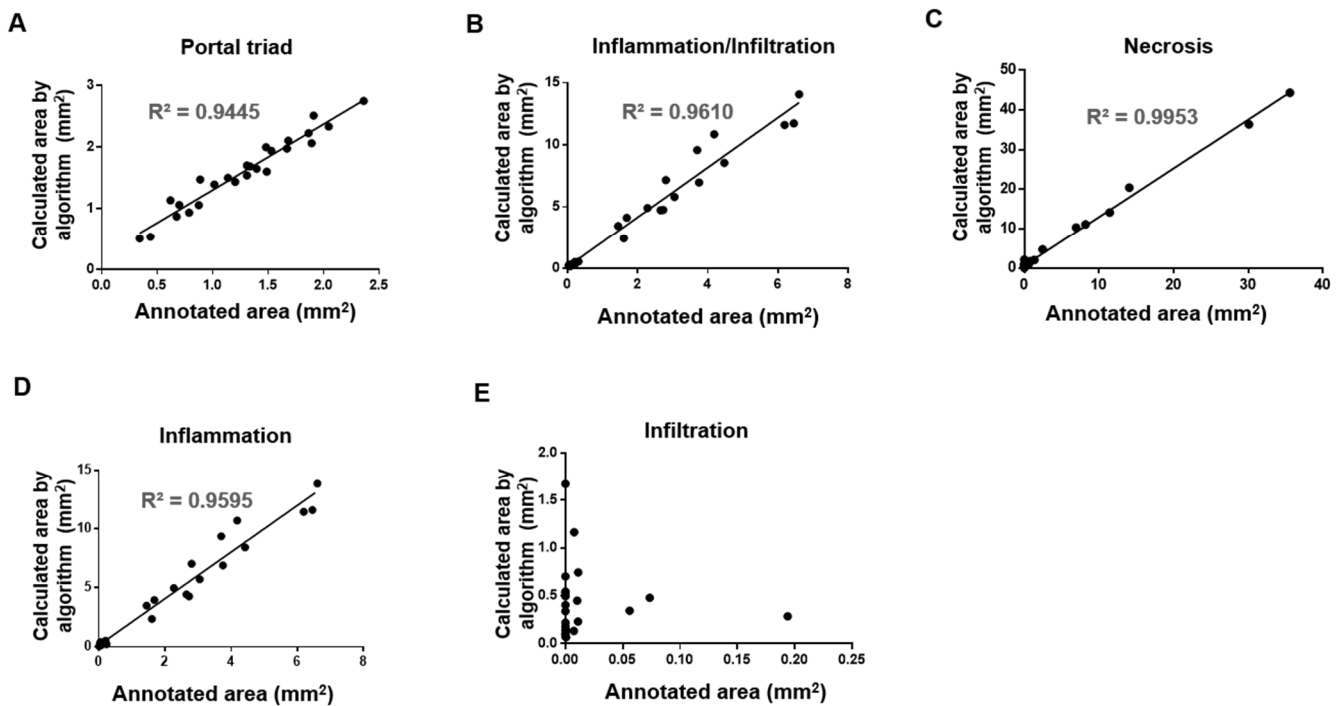 A
Portal triad
R² = 0.9445
Calculated area by
algorithm (mm²)
3
2
1
0
0.0 0.5 1.0 1.5 2.0 2.5
Annotated area (mm²)
B
Inflammation/Infiltration
R² = 0.9610
Calculated area by
algorithm (mm²)
15
10
5
0
0 2 4 6 8
Annotated area (mm²)
C
Necrosis
R² = 0.9953
Calculated area by
algorithm (mm²)
50
40
30
20
10
0
0 10 20 30 40
Annotated area (mm²)
D
Inflammation
R² = 0.9595
Calculated area by
algorithm (mm²)
15
10
5
0
0 2 4 6 8
Annotated area (mm²)
E
Infiltration
Calculated area by
algorithm (mm²)
2.0
1.5
1.0
0.5
0.0
0.00 0.05 0.10 0.15 0.20 0.25
Annotated area (mm²)